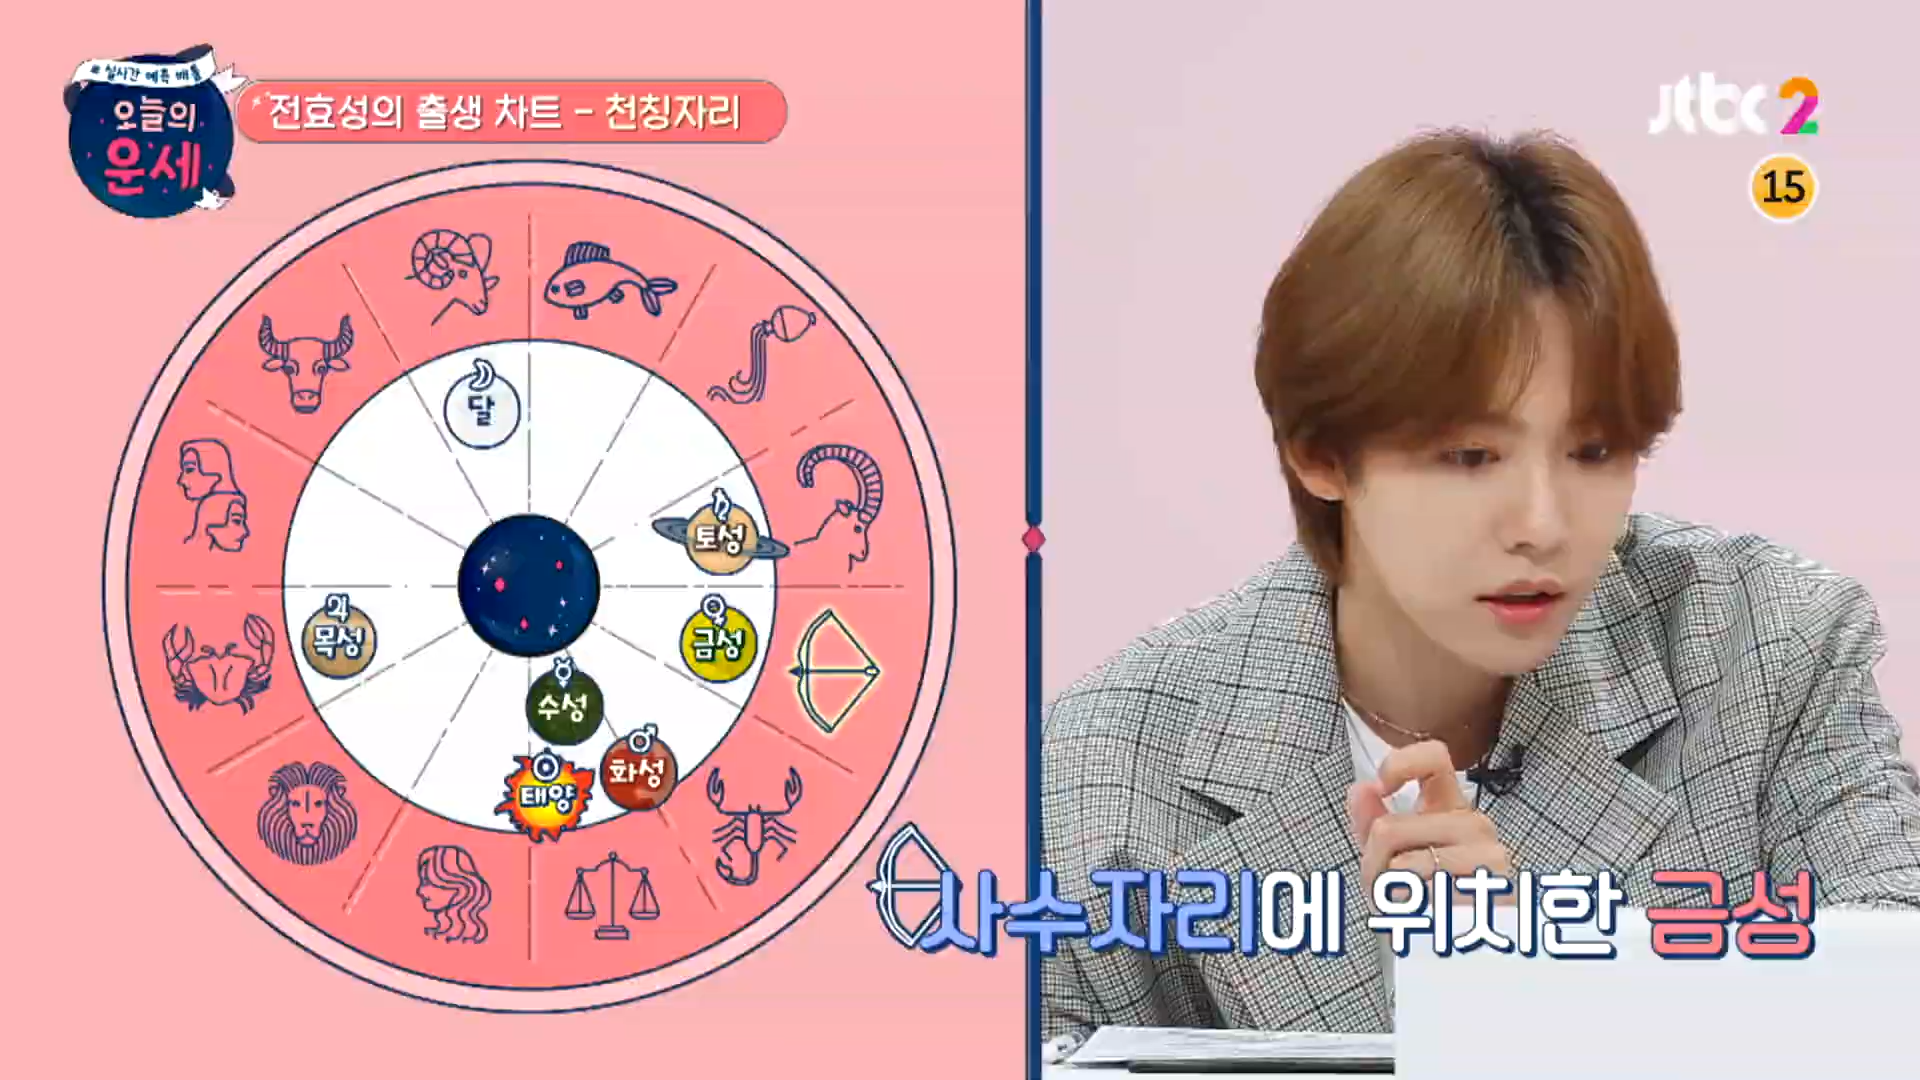 # 실시간 예측 배틀
오늘의
운세
전효성의 출생 차트 - 천칭자리
jtbc 2
15
달
토성
목성
금성
수성
화성
태양
사수자리에 위치한 금성